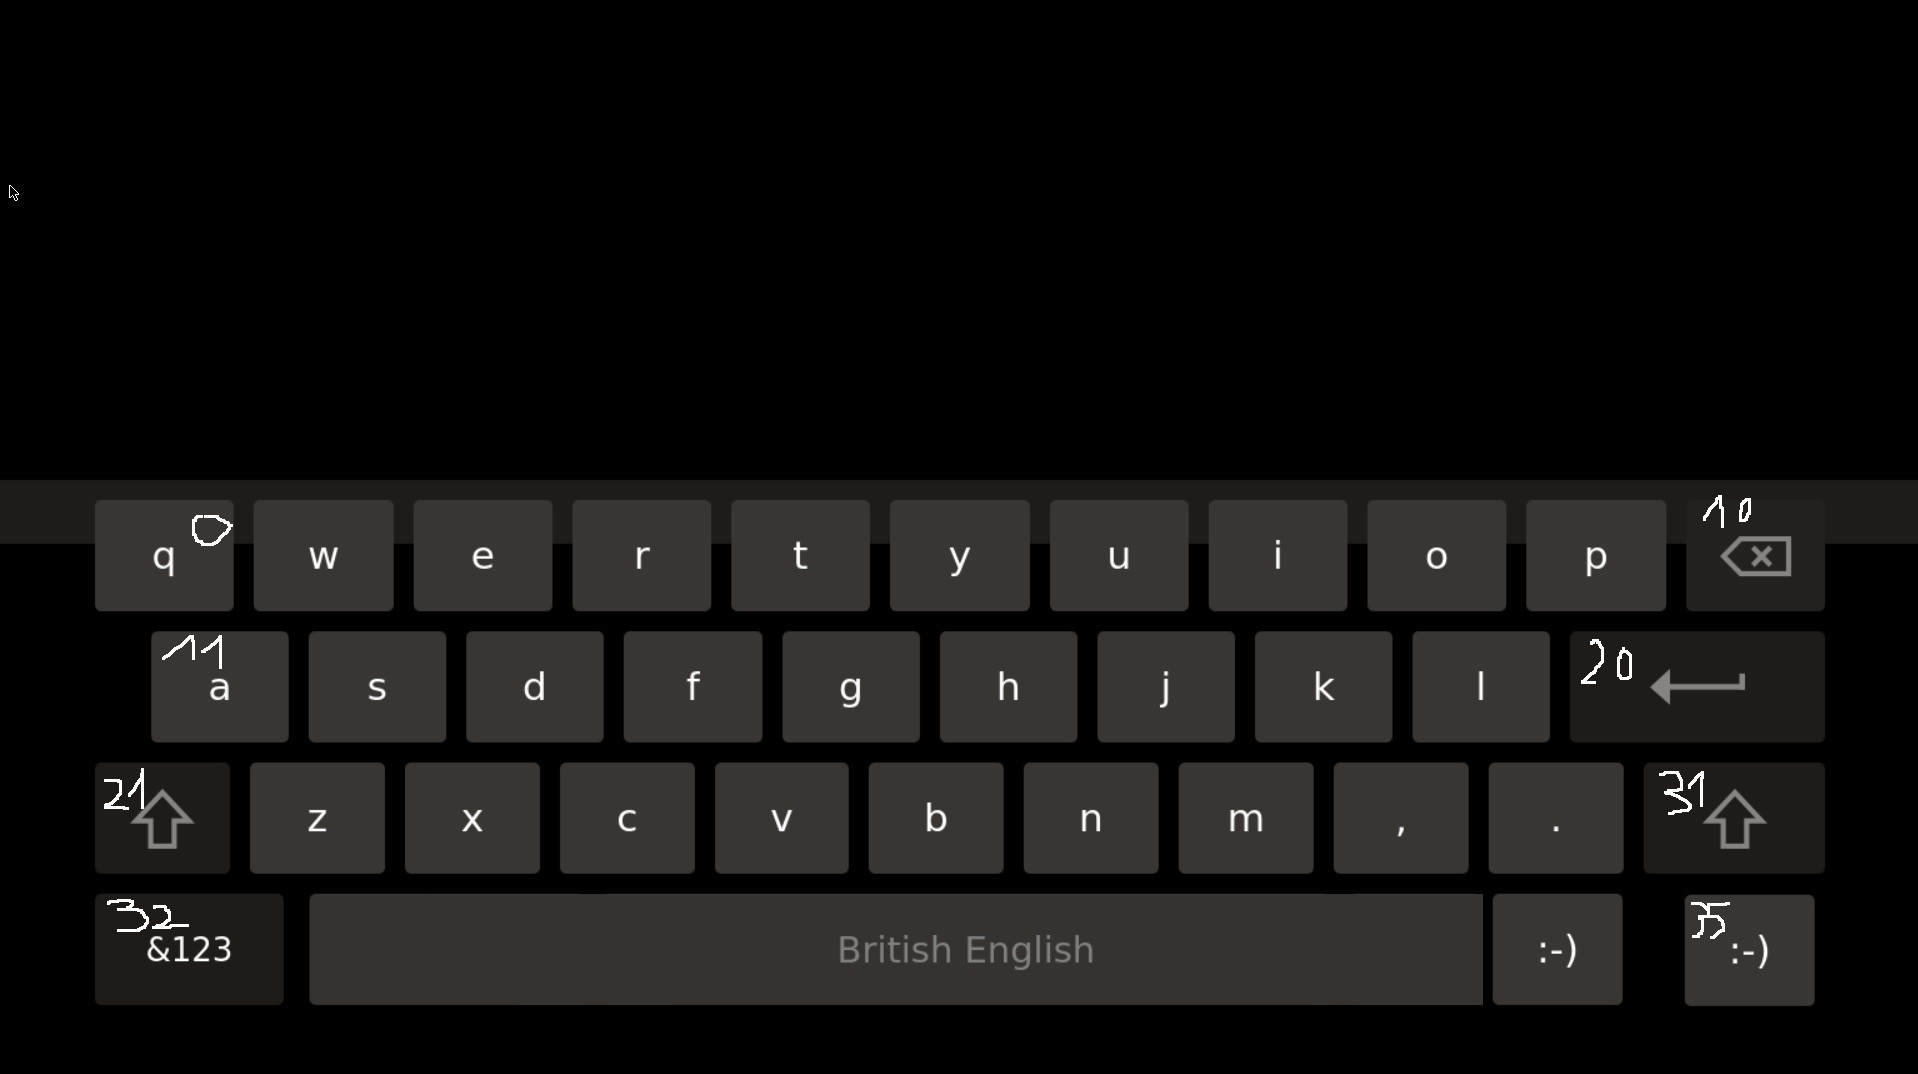 q 0 w e r t y u i o p 10
11 a s d f g h j k l 20
21 z x c v b n m , . 31
32 &123 British English :-) 35 :-)